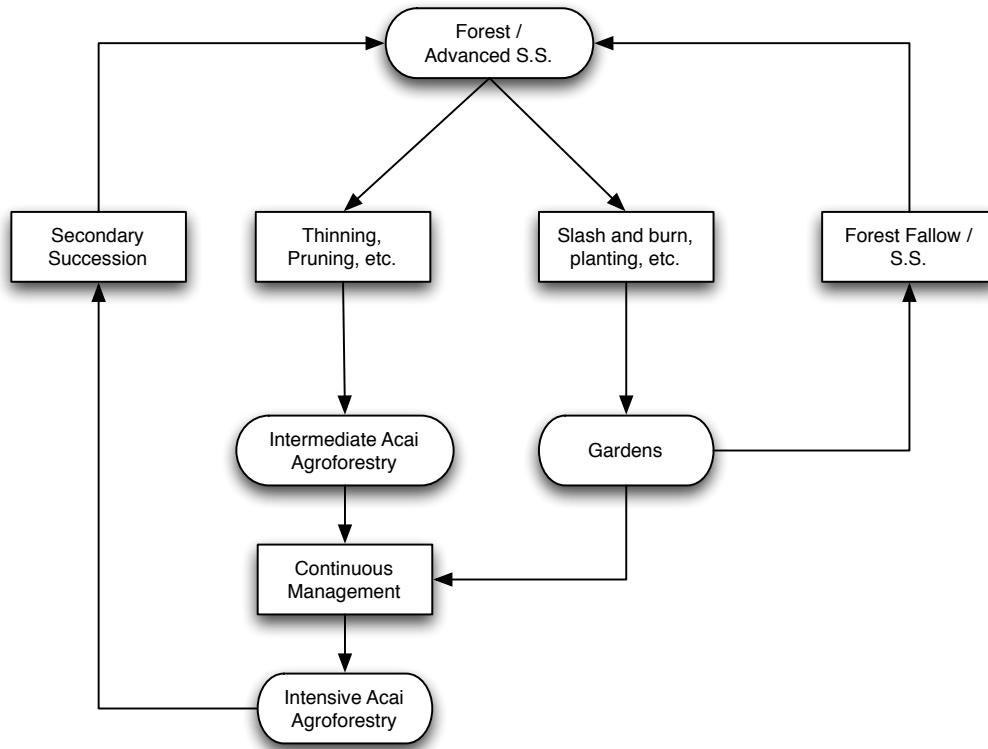 Forest /
Advanced S.S.
Secondary
Succession
Thinning,
Pruning, etc.
Slash and burn,
planting, etc.
Forest Fallow /
S.S.
Intermediate Acai
Agroforestry
Gardens
Continuous
Management
Intensive Acai
Agroforestry